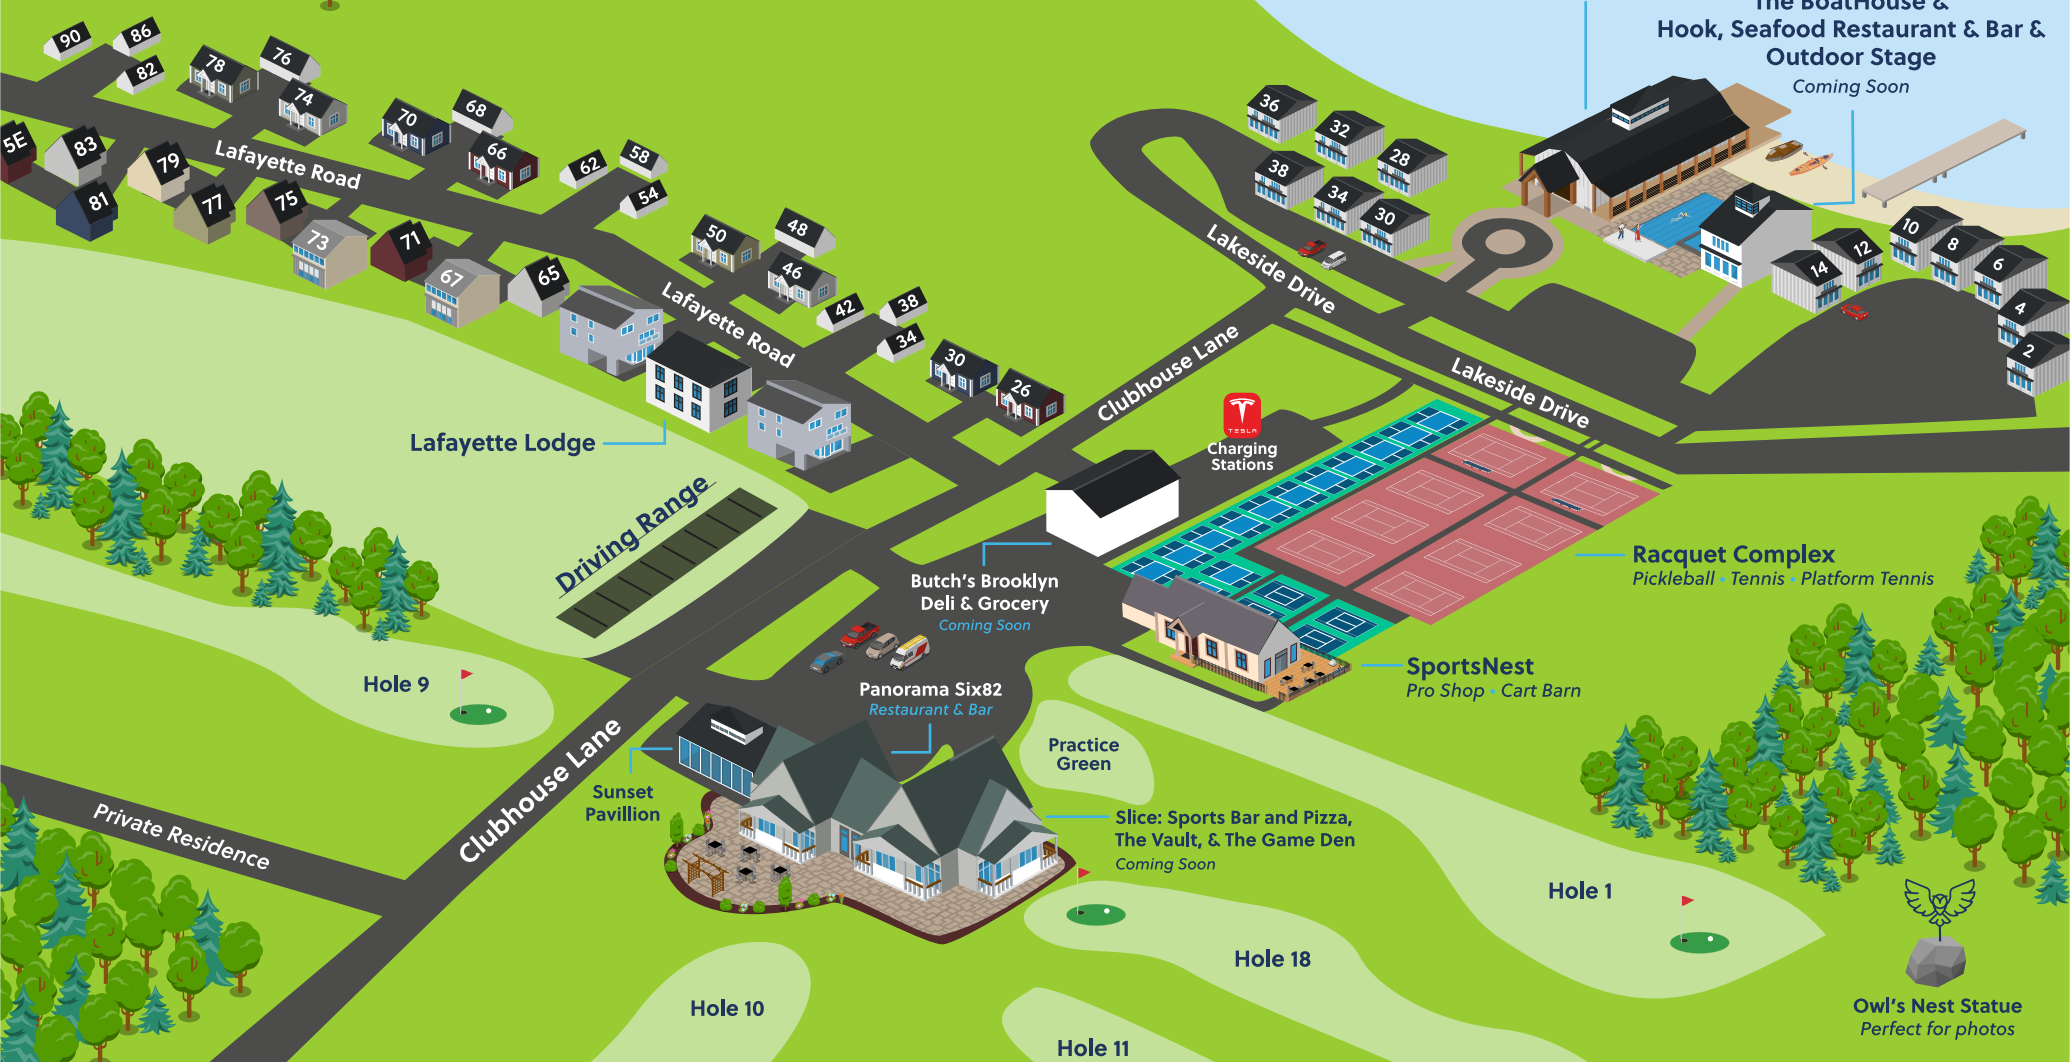 The BoatHouse &
Hook, Seafood Restaurant & Bar &
Outdoor Stage
Coming Soon
90
86
82
78
76
74
70
68
66
62
58
54
50
48
46
42
38
34
30
26
5E
83
81
79
77
75
73
71
67
65
Lafayette Road
Lafayette Road
36
32
28
38
34
30
14
12
10
8
6
4
2
Lakeside Drive
Lakeside Drive
Clubhouse Lane
TESLA
Charging
Stations
Lafayette Lodge
Driving Range
Butch's Brooklyn
Deli & Grocery
Coming Soon
Racquet Complex
Pickleball • Tennis • Platform Tennis
SportsNest
Pro Shop • Cart Barn
Hole 9
Panorama Six82
Restaurant & Bar
Practice
Green
Sunset
Pavillion
Clubhouse Lane
Private Residence
Slice: Sports Bar and Pizza,
The Vault, & The Game Den
Coming Soon
Hole 1
Hole 18
Hole 10
Hole 11
Owl's Nest Statue
Perfect for photos